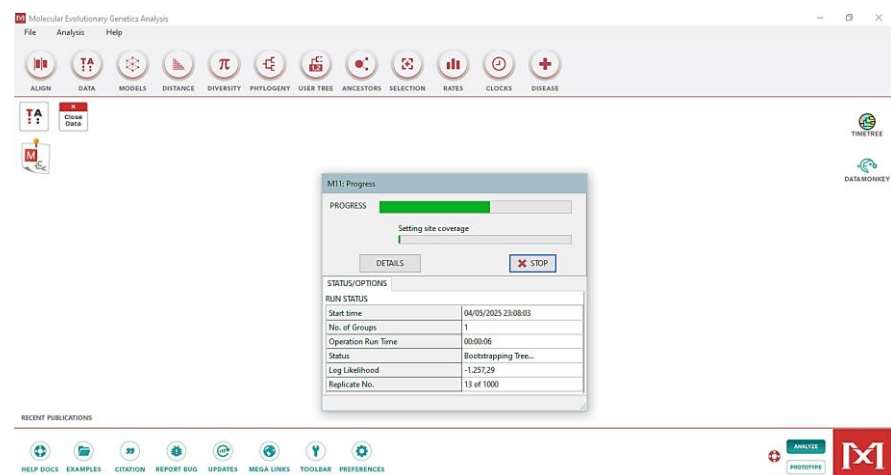 Molecular Evolutionary Genetics Analysis
File Analysis Help
ALIGN DATA MODELS DISTANCE DIVERSITY PHYLOGENY USER TREE ANCESTORS SELECTION RATES CLOCKS DISEASE
TA
Close
Data
TIMETREE
DATAMONKEY
M11: Progress
PROGRESS
Setting site coverage
DETAILS STOP
STATUS/OPTIONS
RUN STATUS
Start time 04/05/2025 23:08:03
No. of Groups 1
Operation Run Time 00:00:06
Status Bootstrapping Tree...
Log Likelihood -1.257,29
Replicate No. 13 of 1000
RECENT PUBLICATIONS
HELP DOCS EXAMPLES CITATION REPORT BUG UPDATES MEGA LINKS TOOLBAR PREFERENCES
ANALYZE
PROTOTYPE
M